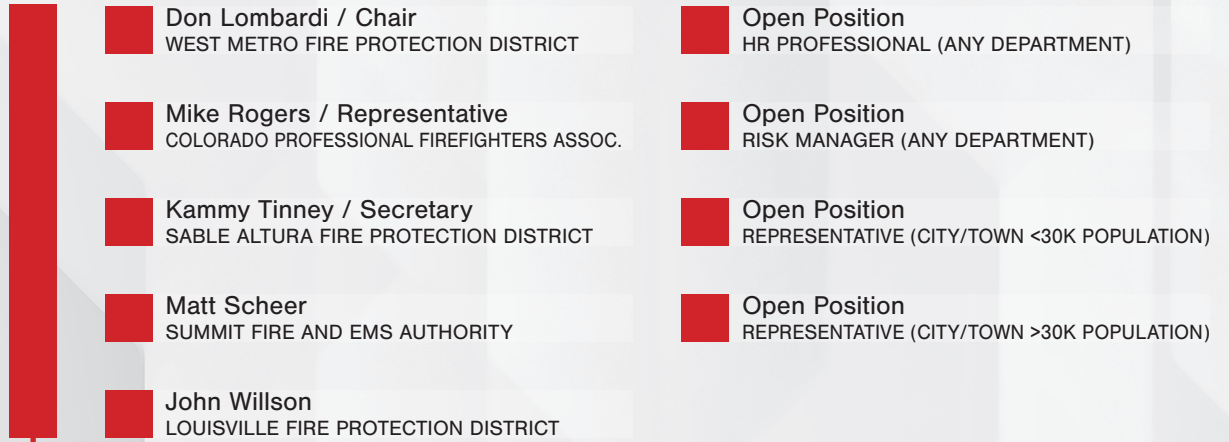 Don Lombardi / Chair
WEST METRO FIRE PROTECTION DISTRICT
Mike Rogers / Representative
COLORADO PROFESSIONAL FIREFIGHTERS ASSOC.
Kammy Tinney / Secretary
SABLE ALTURA FIRE PROTECTION DISTRICT
Matt Scheer
SUMMIT FIRE AND EMS AUTHORITY
John Willson
LOUISVILLE FIRE PROTECTION DISTRICT
Open Position
HR PROFESSIONAL (ANY DEPARTMENT)
Open Position
RISK MANAGER (ANY DEPARTMENT)
Open Position
REPRESENTATIVE (CITY/TOWN <30K POPULATION)
Open Position
REPRESENTATIVE (CITY/TOWN >30K POPULATION)